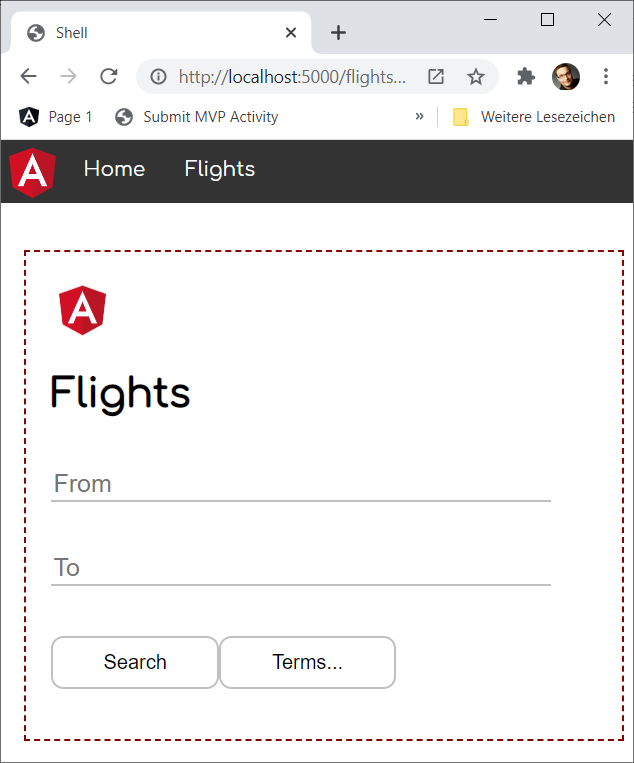 Shell
http://localhost:5000/flights...
Page 1 Submit MVP Activity » Weitere Lesezeichen
A Home Flights
A
Flights
From
To
Search Terms...